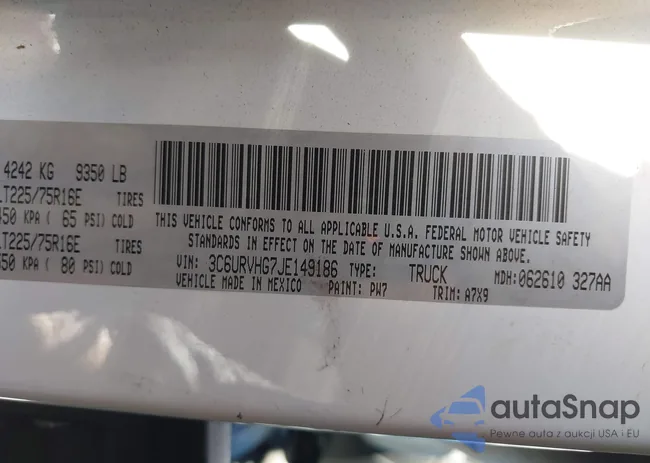 4242 KG 9350 LB
LT225/75R16E TIRES
450 KPA ( 65 PSI) COLD
LT225/75R16E TIRES
550 KPA ( 80 PSI) COLD
THIS VEHICLE CONFORMS TO ALL APPLICABLE U.S.A. FEDERAL MOTOR VEHICLE SAFETY
STANDARDS IN EFFECT ON THE DATE OF MANUFACTURE SHOWN ABOVE.
VIN: 3C6URVHG7JE149186 TYPE: TRUCK MDH: 062610 327AA
VEHICLE MADE IN MEXICO PAINT: PW7 TRIM: A7X9
autaSnap
Pewne auta z aukcji USA i EU